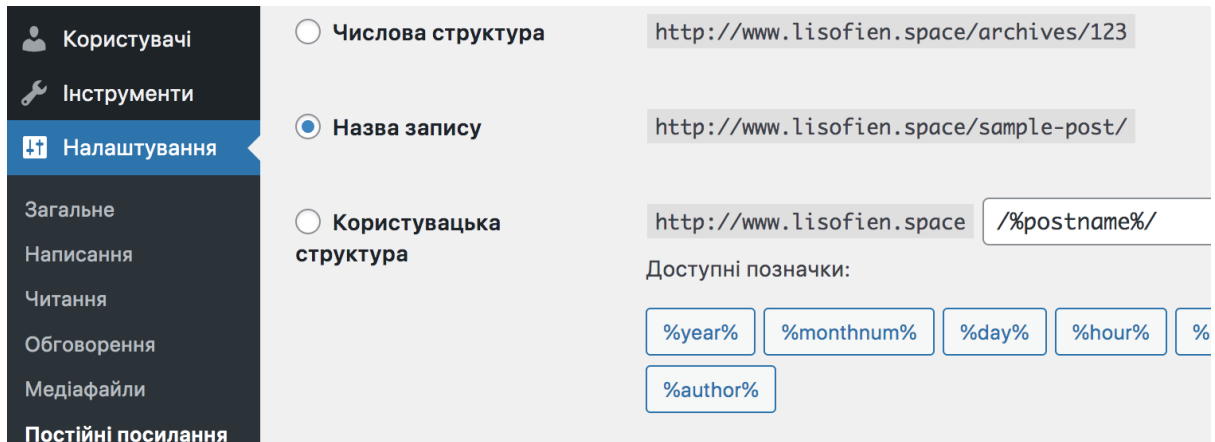 Користувачі
Інструменти
Налаштування
Загальне
Написання
Читання
Обговорення
Медіафайли
Постійні посилання
Числова структура
http://www.lisofien.space/archives/123
Назва запису
http://www.lisofien.space/sample-post/
Користувацька
структура
http://www.lisofien.space /%postname%/
Доступні позначки:
%year% %monthnum% %day% %hour% %
%author%